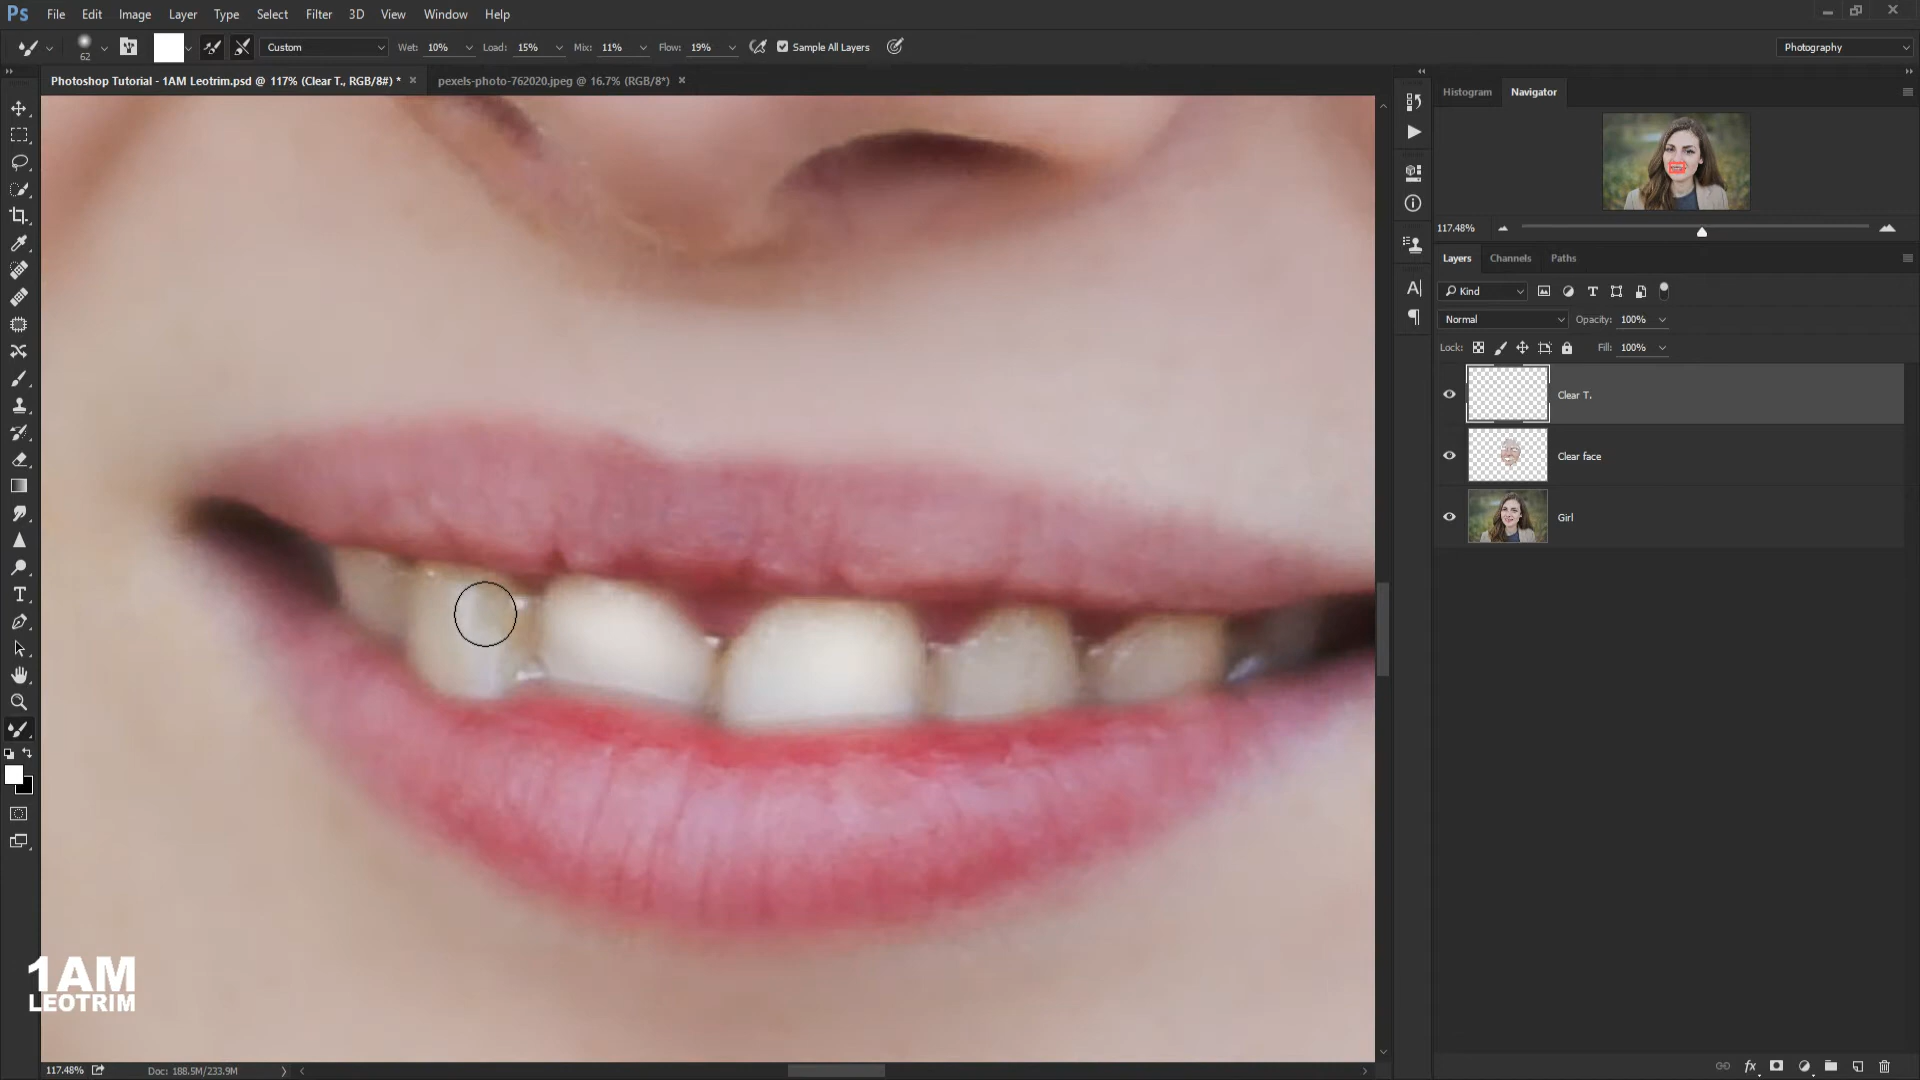 Ps File Edit Image Layer Type Select Filter 3D View Window Help
62 Custom Wet: 10% Load: 15% Mix: 11% Flow: 19% Sample All Layers Photography
Photoshop Tutorial - 1AM Leotrim.psd @ 117% (Clear T., RGB/8#) * pexels-photo-762020.jpeg @ 16.7% (RGB/8*)
Histogram Navigator
117.48%
Layers Channels Paths
Kind
Normal Opacity: 100%
Lock: Fill: 100%
Clear T.
Clear face
Girl
1AM
LEOTRIM
117.48% Doc: 188.5M/233.9M